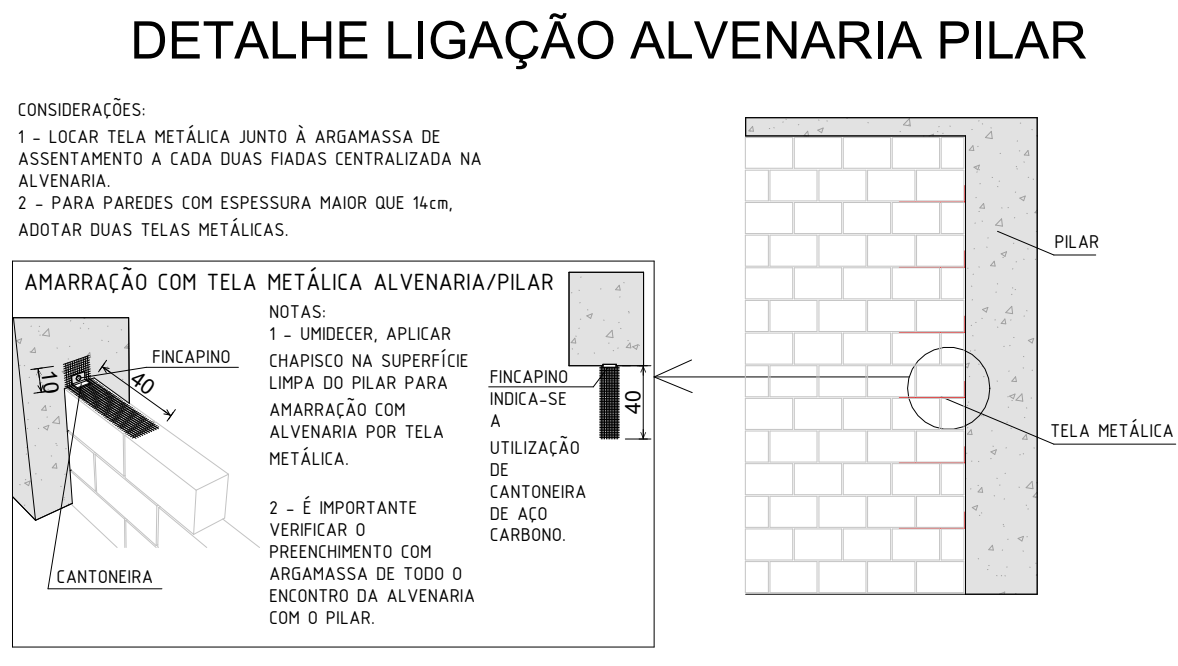 DETALHE LIGAÇÃO ALVENARIA PILAR
CONSIDERAÇÕES:
1 - LOCAR TELA METÁLICA JUNTO À ARGAMASSA DE
ASSENTAMENTO A CADA DUAS FIADAS CENTRALIZADA NA
ALVENARIA.
2 - PARA PAREDES COM ESPESSURA MAIOR QUE 14cm,
ADOTAR DUAS TELAS METÁLICAS.
AMARRAÇÃO COM TELA METÁLICA ALVENARIA/PILAR
FINCAPINO
10
40
CANTONEIRA
NOTAS:
1 - UMIDECER, APLICAR
CHAPISCO NA SUPERFÍCIE
LIMPA DO PILAR PARA
AMARRAÇÃO COM
ALVENARIA POR TELA
METÁLICA.
2 - É IMPORTANTE
VERIFICAR O
PREENCHIMENTO COM
ARGAMASSA DE TODO O
ENCONTRO DA ALVENARIA
COM O PILAR.
FINCAPINO
INDICA-SE
A
UTILIZAÇÃO
DE
CANTONEIRA
DE AÇO
CARBONO.
40
PILAR
TELA METÁLICA